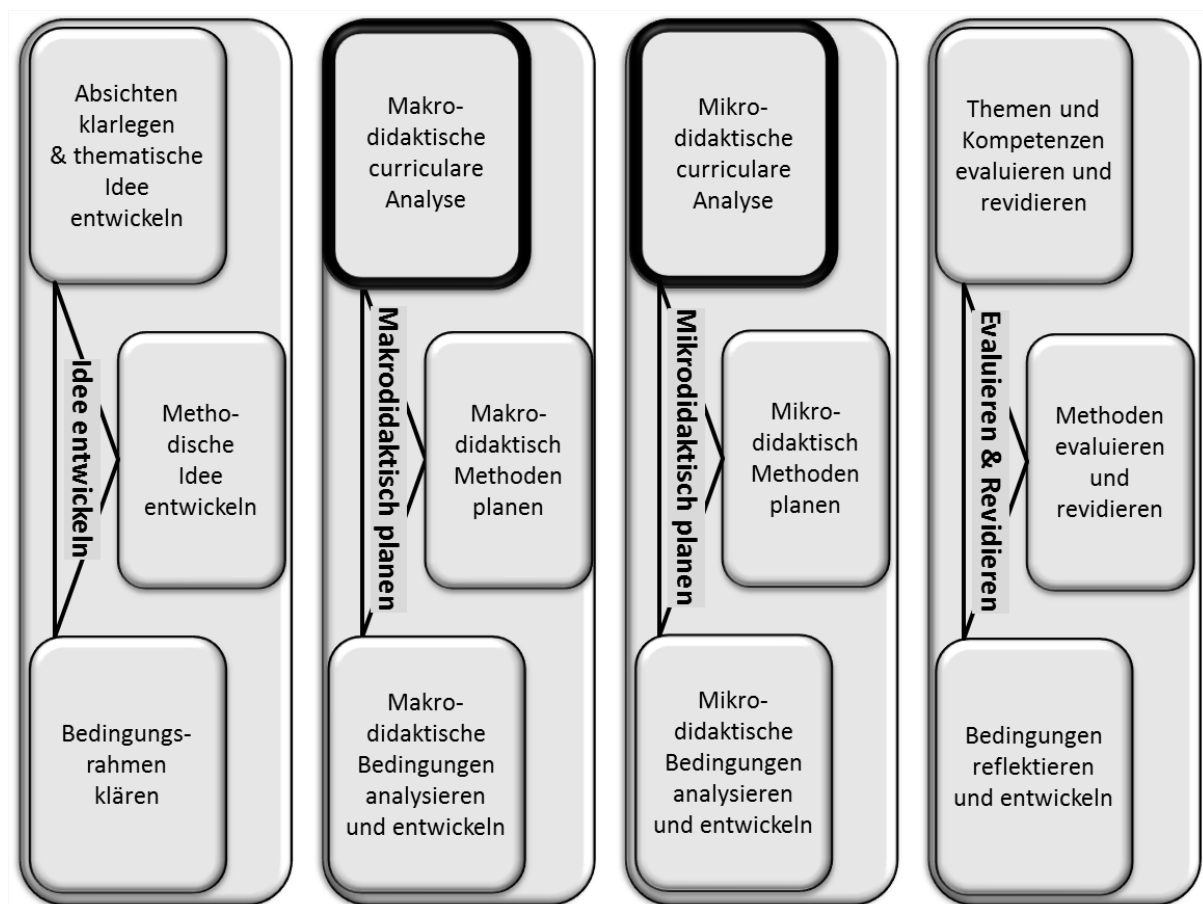 Absichten
klarlegen
& thematische
Idee
entwickeln
Idee entwickeln
Metho-
dische
Idee
entwickeln
Bedingungs-
rahmen
klären
Makro-
didaktische
curriculare
Analyse
Makrodidaktisch planen
Makro-
didaktisch
Methoden
planen
Makro-
didaktische
Bedingungen
analysieren
und entwickeln
Mikro-
didaktische
curriculare
Analyse
Mikrodidaktisch planen
Mikro-
didaktisch
Methoden
planen
Mikro-
didaktische
Bedingungen
analysieren
und entwickeln
Themen und
Kompetenzen
evaluieren und
revidieren
Evaluieren & Revidieren
Methoden
evaluieren
und
revidieren
Bedingungen
reflektieren
und entwickeln